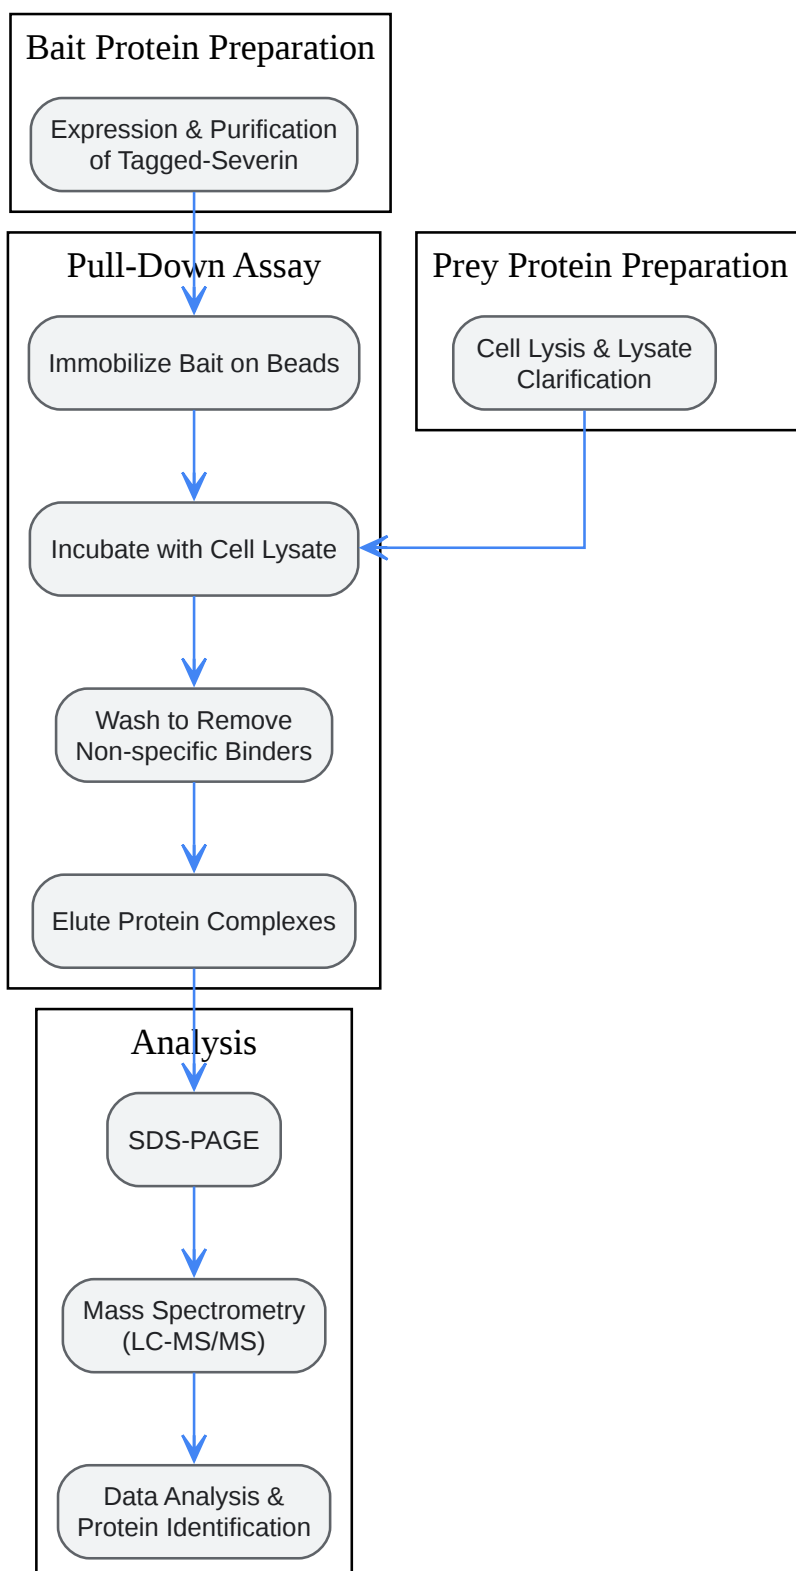 Bait Protein Preparation
Expression & Purification
of Tagged-Severin
Pull-Down Assay
Immobilize Bait on Beads
Prey Protein Preparation
Cell Lysis & Lysate
Clarification
Incubate with Cell Lysate
Wash to Remove
Non-specific Binders
Elute Protein Complexes
Analysis
SDS-PAGE
Mass Spectrometry
(LC-MS/MS)
Data Analysis &
Protein Identification